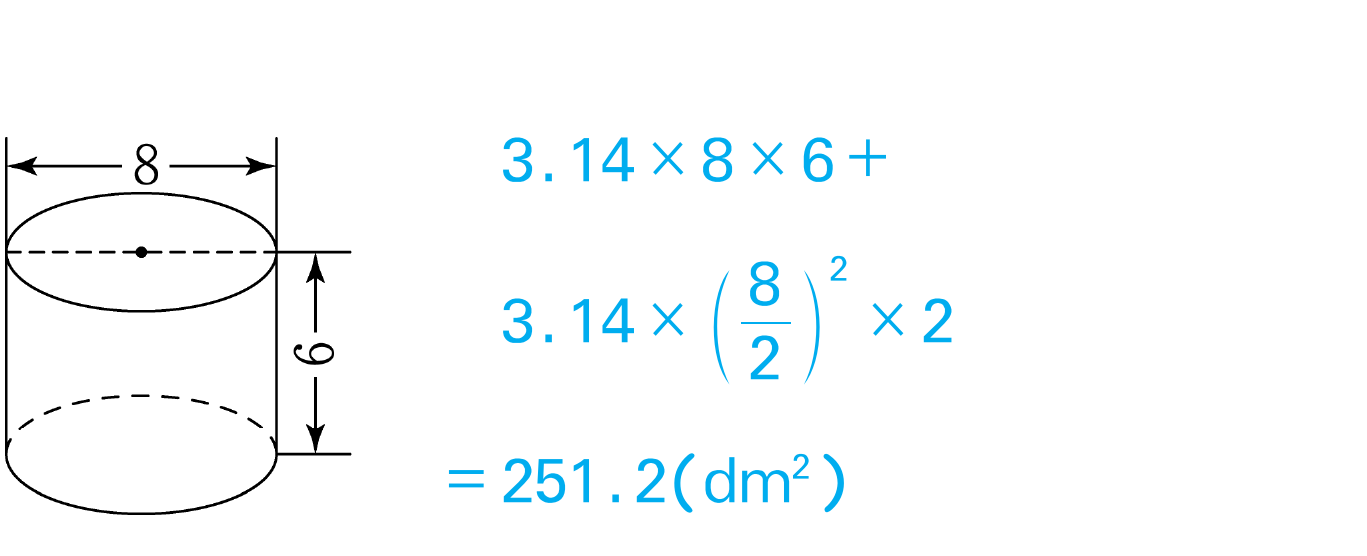 8
6
3.14×8×6+
3.14×(8/2)²×2
=251.2(dm²)